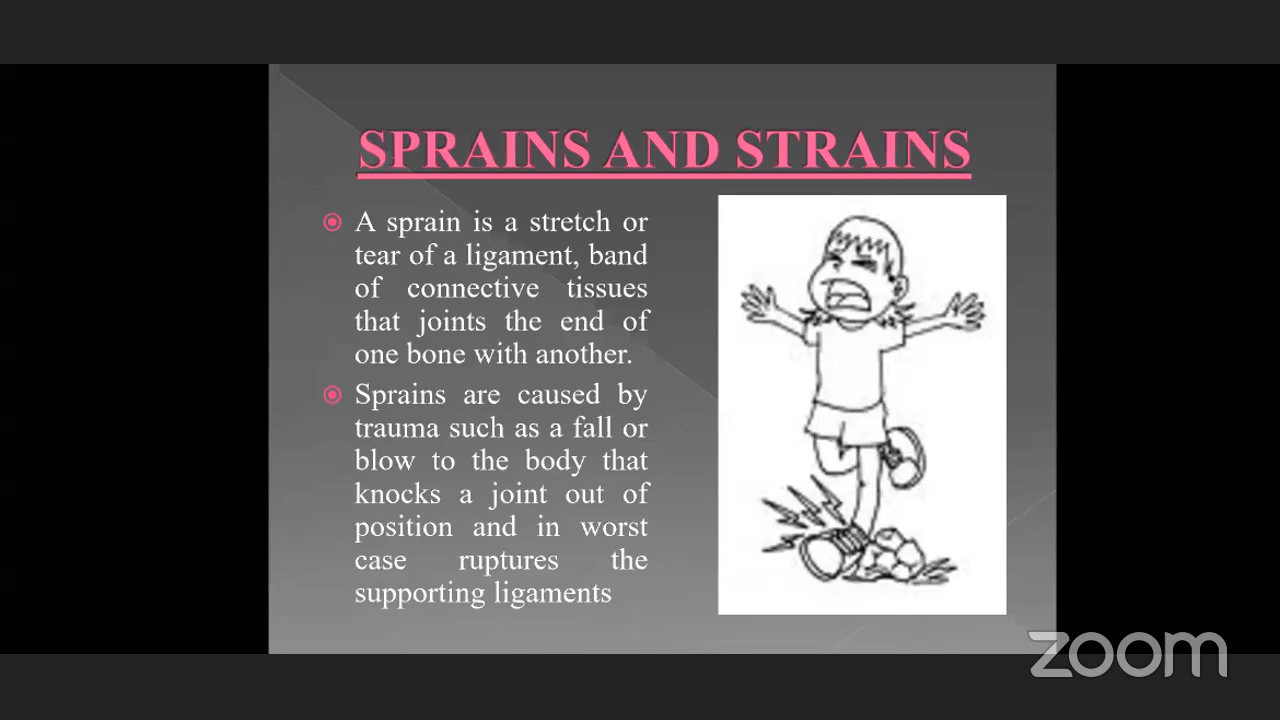 SPRAINS AND STRAINS
A sprain is a stretch or
tear of a ligament, band
of connective tissues
that joints the end of
one bone with another.
Sprains are caused by
trauma such as a fall or
blow to the body that
knocks a joint out of
position and in worst
case ruptures the
supporting ligaments
zoom